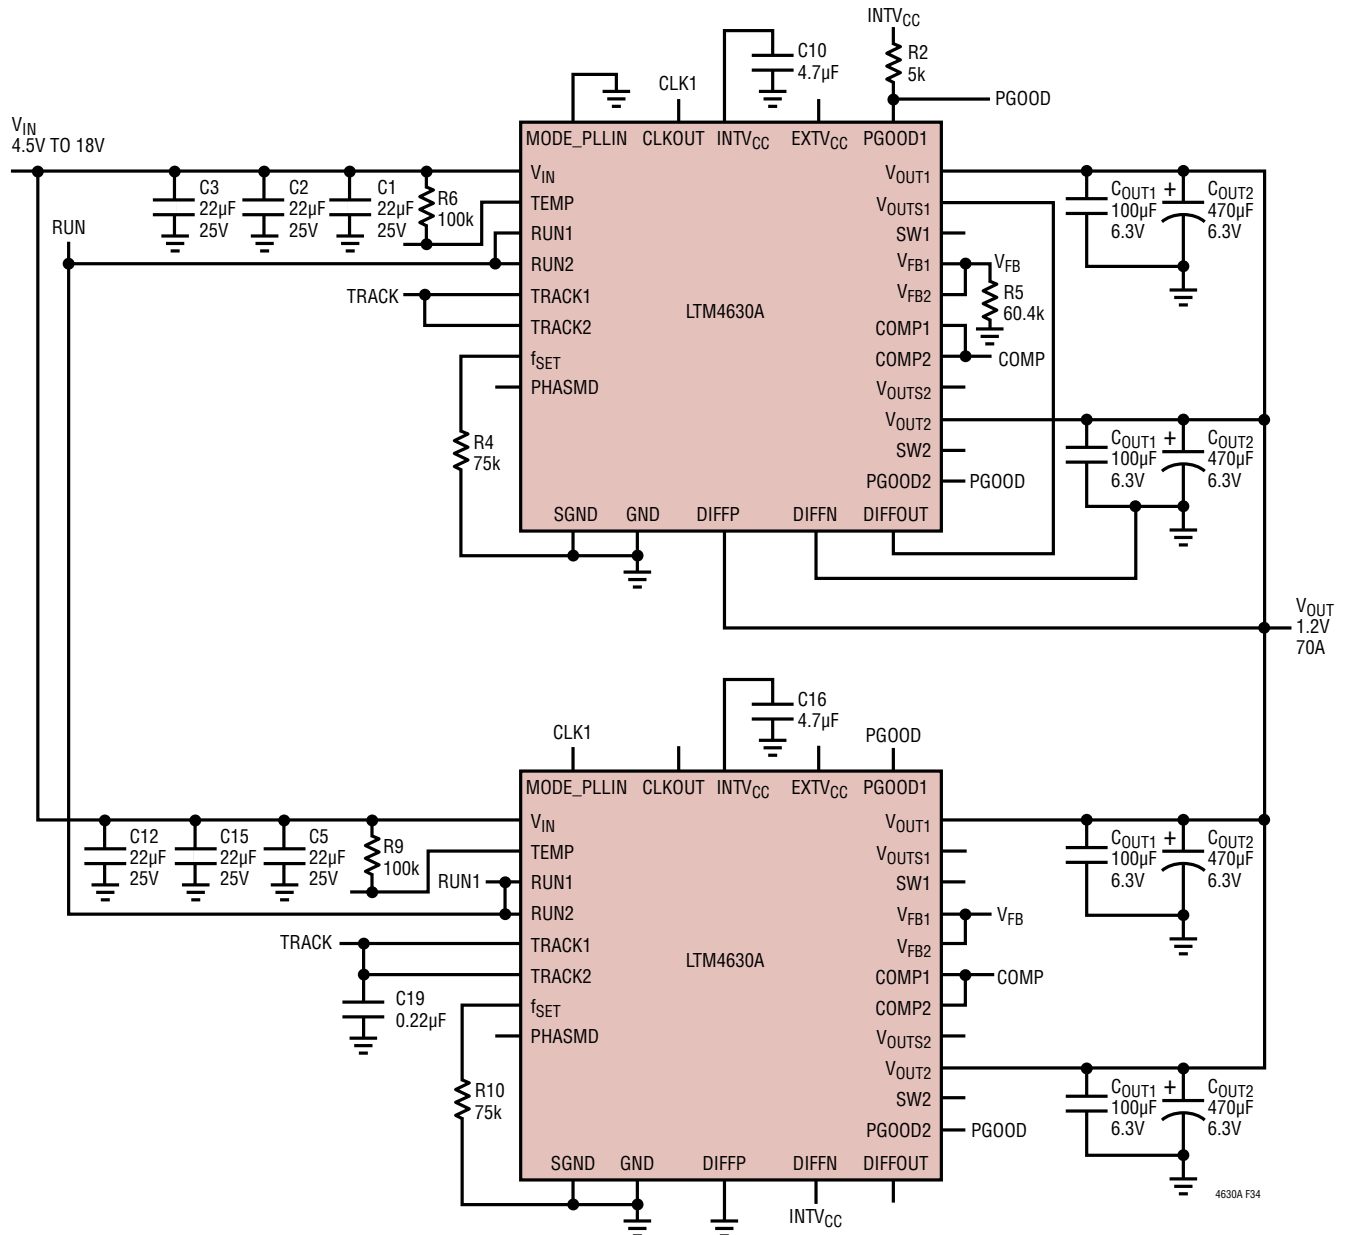 INTVCC
R2
5k
PGOOD
C10
4.7µF
CLK1
VIN
4.5V TO 18V
MODE_PLLIN CLKOUT INTVCC EXTVCC PGOOD1
C3
22µF
25V
C2
22µF
25V
C1
22µF
25V
R6
100k
RUN
TRACK
VIN
TEMP
RUN1
RUN2
TRACK1
TRACK2
fSET
PHASMD
R4
75k
LTM4630A
VOUT1
VOUTS1
SW1
VFB1
VFB2
COMP1
COMP2
VOUTS2
VOUT2
SW2
PGOOD2
VFB
R5
60.4k
COMP
PGOOD
SGND GND DIFFP DIFFN DIFFOUT
COUT1
100µF
6.3V
+
COUT2
470µF
6.3V
COUT1
100µF
6.3V
+
COUT2
470µF
6.3V
VOUT
1.2V
70A
C16
4.7µF
CLK1
PGOOD
MODE_PLLIN CLKOUT INTVCC EXTVCC PGOOD1
C12
22µF
25V
C15
22µF
25V
C5
22µF
25V
R9
100k
RUN1
TRACK
C19
0.22µF
VIN
TEMP
RUN1
RUN2
TRACK1
TRACK2
fSET
PHASMD
R10
75k
LTM4630A
VOUT1
VOUTS1
SW1
VFB1
VFB2
COMP1
COMP2
VOUTS2
VOUT2
SW2
PGOOD2
VFB
COMP
PGOOD
SGND GND DIFFP DIFFN DIFFOUT
INTVCC
COUT1
100µF
6.3V
+
COUT2
470µF
6.3V
COUT1
100µF
6.3V
+
COUT2
470µF
6.3V
4630A F34